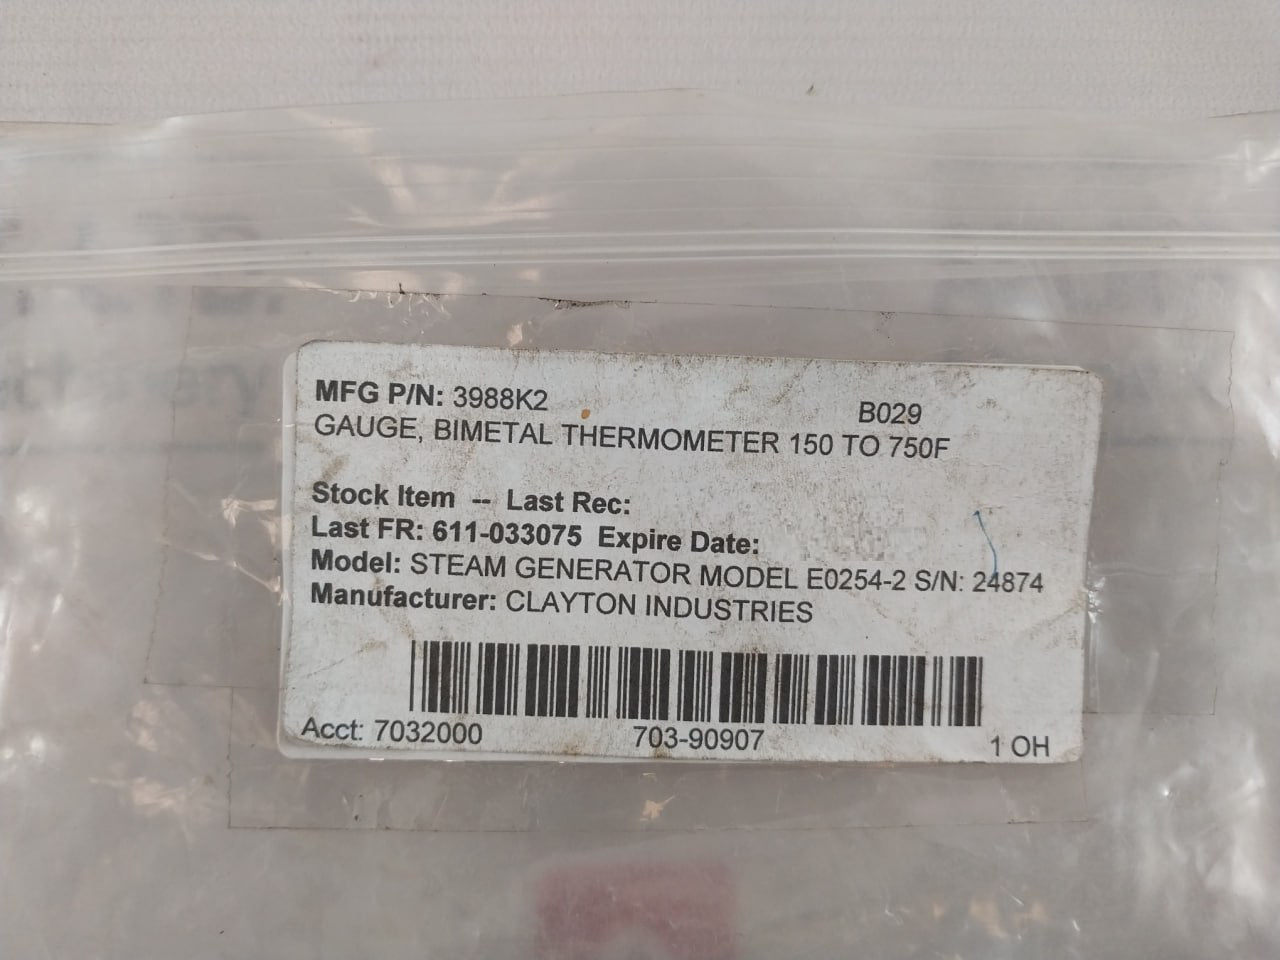 MFG P/N: 3988K2 B029
GAUGE, BIMETAL THERMOMETER 150 TO 750F
Stock Item -- Last Rec:
Last FR: 611-033075 Expire Date:
Model: STEAM GENERATOR MODEL E0254-2 S/N: 24874
Manufacturer: CLAYTON INDUSTRIES
Acct: 7032000 703-90907 1 OH